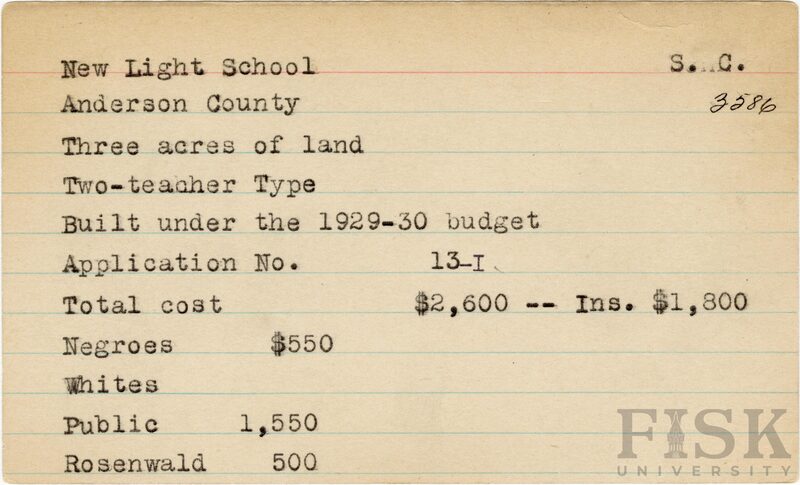 New Light School S. C.
Anderson County 3586
Three acres of land
Two-teacher Type
Built under the 1929-30 budget
Application No. 13-I
Total cost $2,600 -- Ins. $1,800
Negroes $550
Whites
Public 1,550
Rosenwald 500
FISK
UNIVERSITY